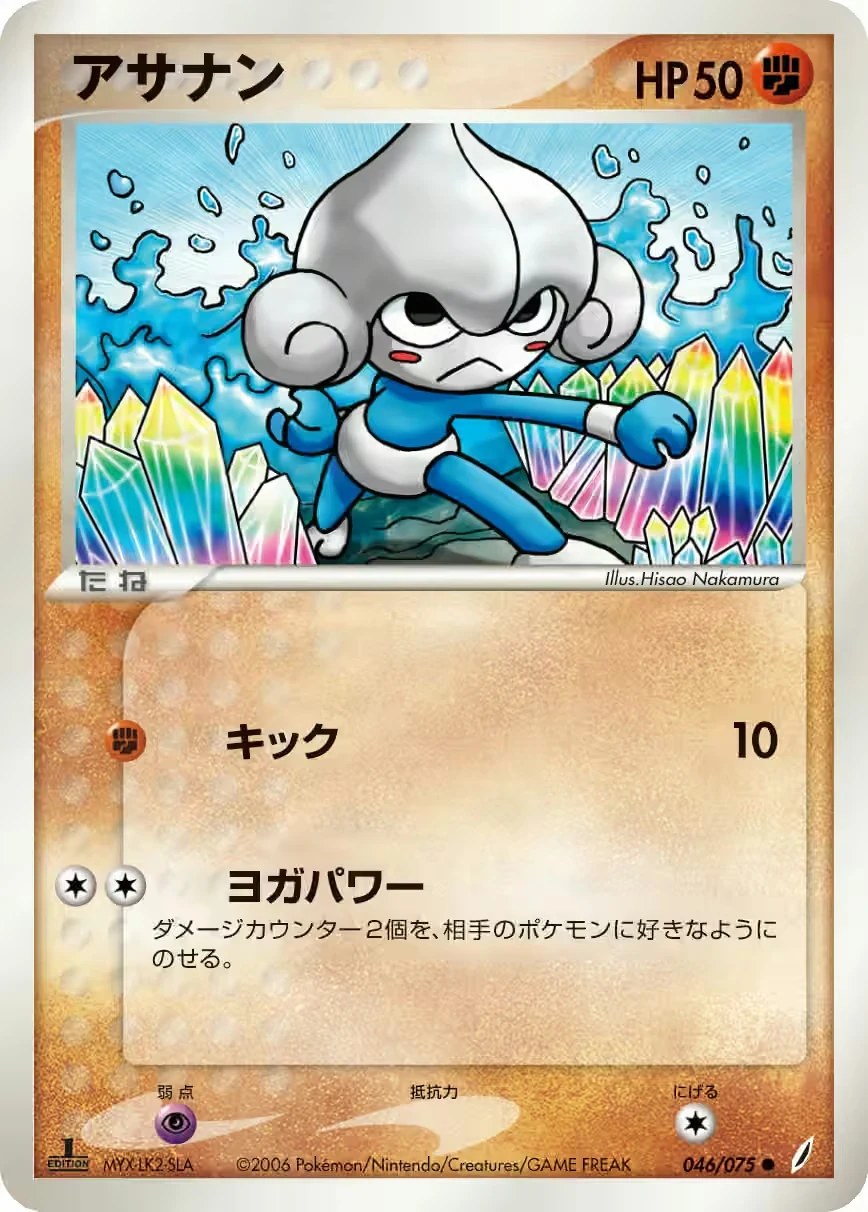 アサナン
HP50
たね
Illus.Hisao Nakamura
キック 10
ヨガパワー
ダメージカウンター2個を、相手のポケモンに好きなように
のせる。
弱点 抵抗力 にげる
1 EDITION MYX-LK2-SLA ©2006 Pokémon/Nintendo/Creatures/GAME FREAK 046/075 ●